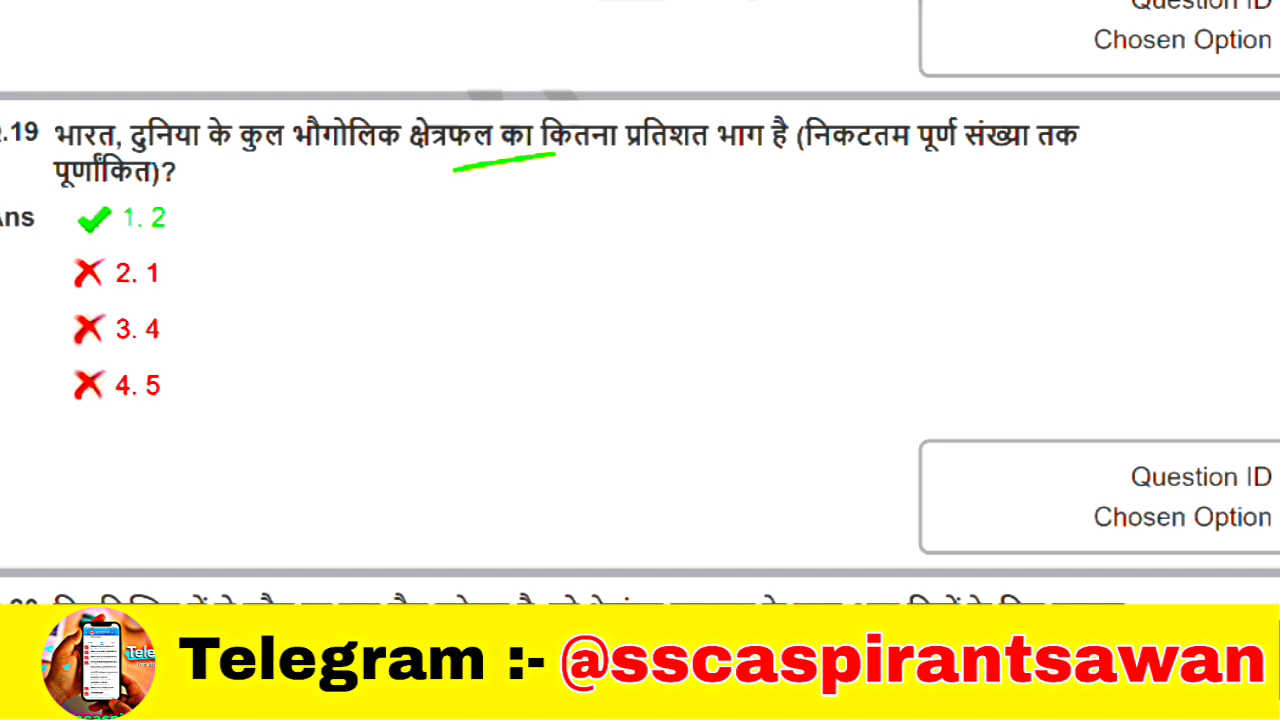 Question ID
Chosen Option
.19 भारत, दुनिया के कुल भौगोलिक क्षेत्रफल का कितना प्रतिशत भाग है (निकटतम पूर्ण संख्या तक
पूर्णांकित)?
Ans 1. 2
2. 1
3. 4
4. 5
Question ID
Chosen Option
Telegram :- @sscaspirantsawan